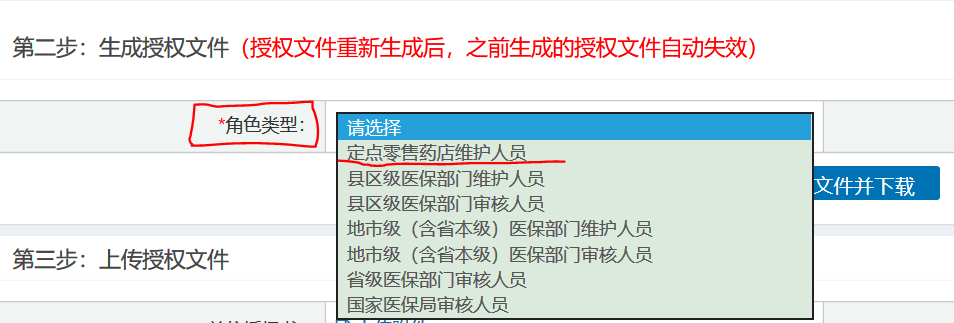 第二步：生成授权文件（授权文件重新生成后，之前生成的授权文件自动失效）
*角色类型：
请选择
定点零售药店维护人员
县区级医保部门维护人员
县区级医保部门审核人员
文件并下载
地市级（含省本级）医保部门维护人员
地市级（含省本级）医保部门审核人员
第三步：上传授权文件
省级医保部门审核人员
国家医保局审核人员